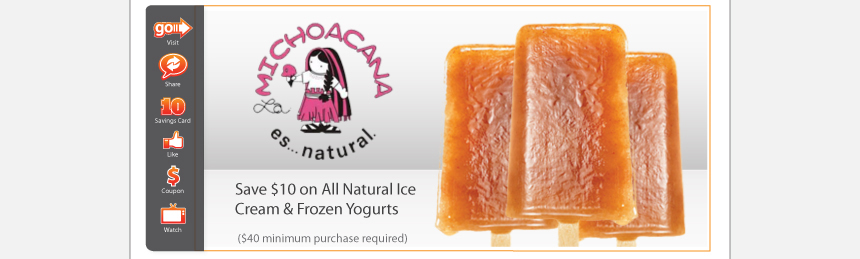 go
Visit
Share
10
Savings Card
Like
$
Coupon
Watch
MICHOACANA
La
es...natural.
Save $10 on All Natural Ice
Cream & Frozen Yogurts
($40 minimum purchase required)